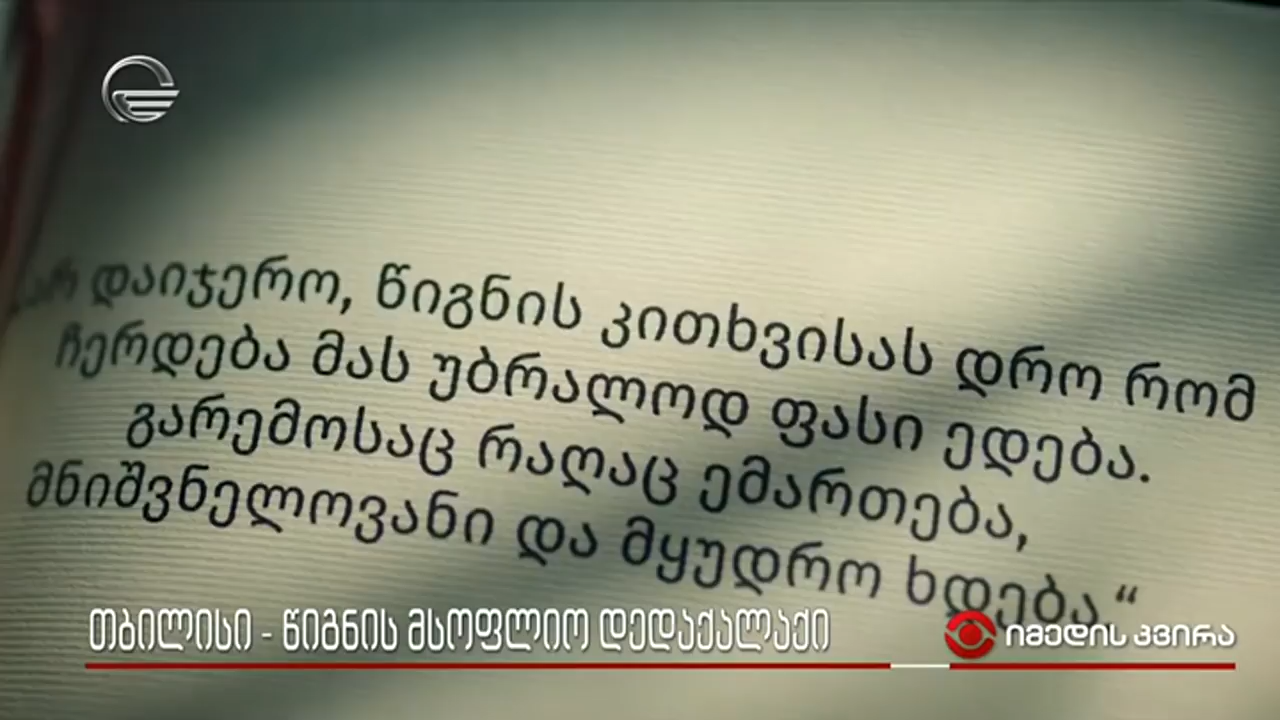 არ დაიჯერო, წიგნის კითხვისას დრო რომ
ჩერდება მას უბრალოდ ფასი ედება.
გარემოსაც რაღაც ემართება,
მნიშვნელოვანი და მყუდრო ხდება.“
თბილისი - წიგნის მსოფლიო დედაქალაქი
იმედის კვირა